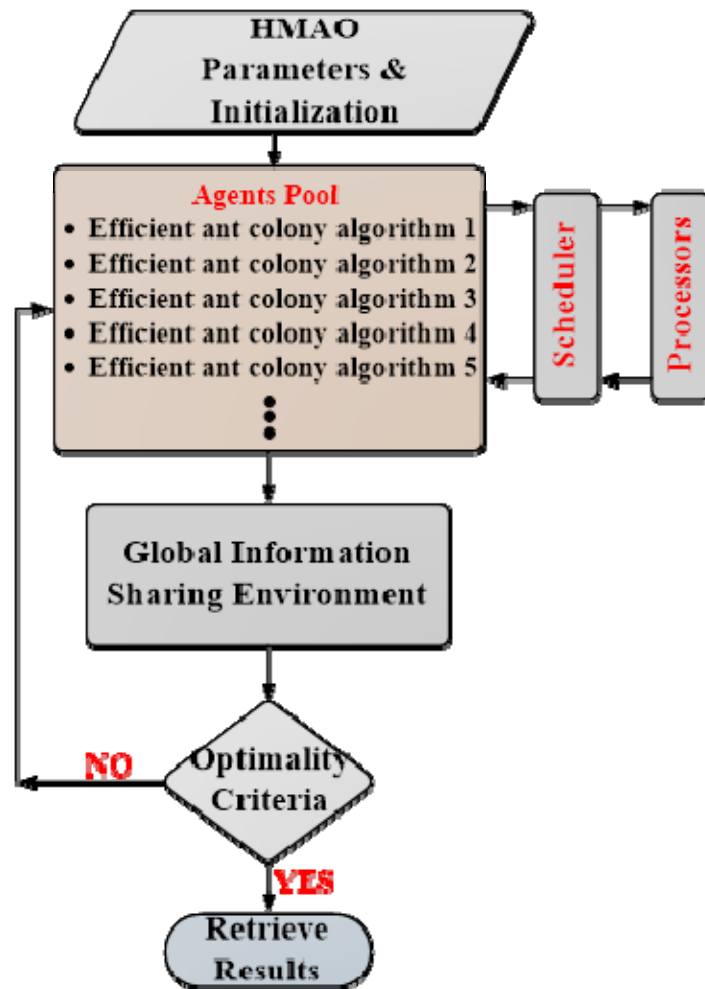 HMAO
Parameters &
Initialization
Agents Pool
• Efficient ant colony algorithm 1
• Efficient ant colony algorithm 2
• Efficient ant colony algorithm 3
• Efficient ant colony algorithm 4
• Efficient ant colony algorithm 5
Scheduler
Processors
Global Information
Sharing Environment
Optimality
Criteria
NO
YES
Retrieve
Results